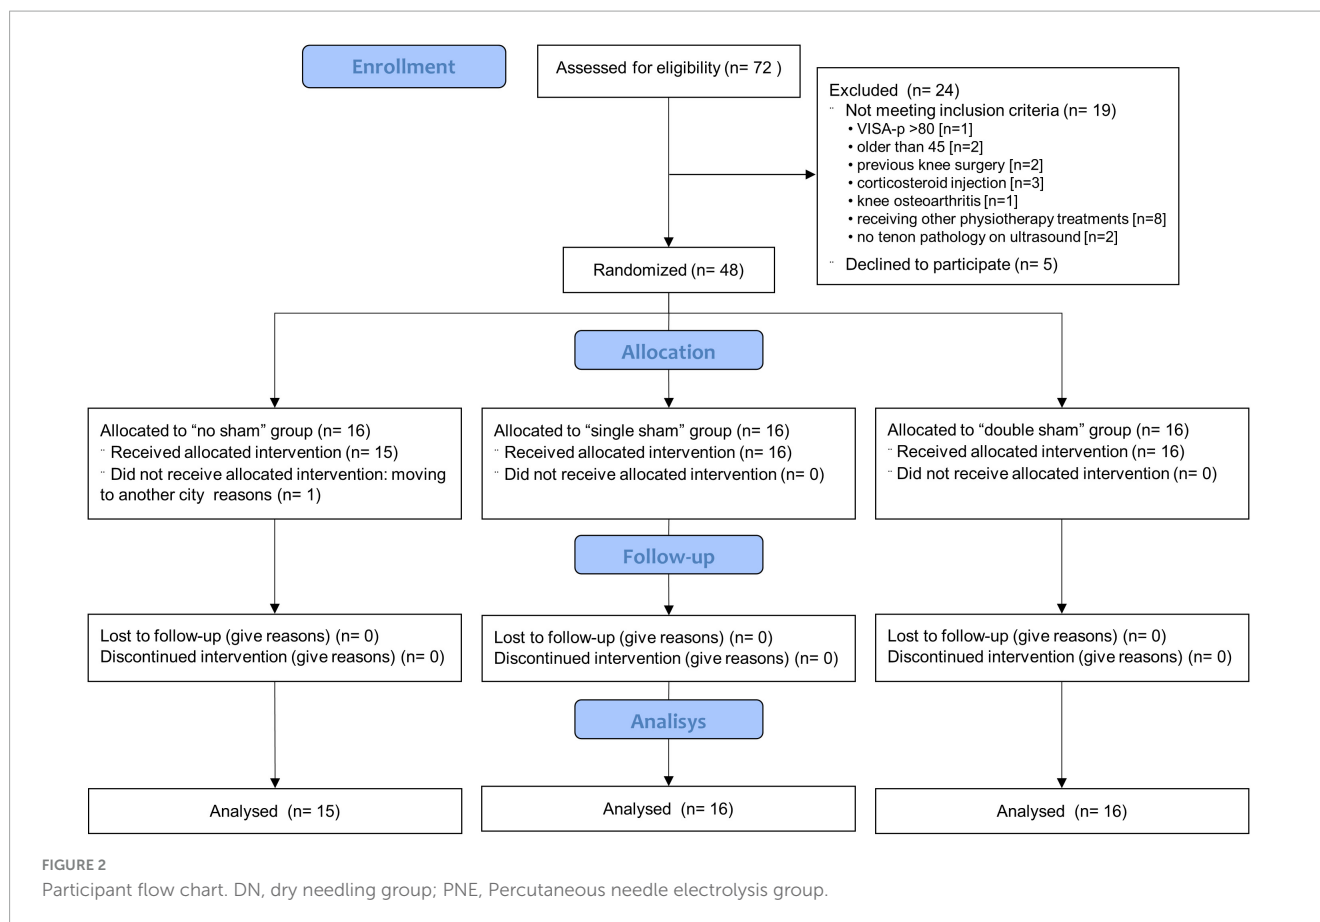 Enrollment
Assessed for eligibility (n= 72 )
Excluded (n= 24)
¨ Not meeting inclusion criteria (n= 19)
• VISA-p >80 [n=1]
• older than 45 [n=2]
• previous knee surgery [n=2]
• corticosteroid injection [n=3]
• knee osteoarthritis [n=1]
• receiving other physiotherapy treatments [n=8]
• no tenon pathology on ultrasound [n=2]
¨ Declined to participate (n= 5)
Randomized (n= 48)
Allocation
Allocated to “no sham” group (n= 16)
¨ Received allocated intervention (n= 15)
¨ Did not receive allocated intervention: moving
to another city reasons (n= 1)
Allocated to “single sham” group (n= 16)
¨ Received allocated intervention (n= 16)
¨ Did not receive allocated intervention (n= 0)
Allocated to “double sham” group (n= 16)
¨ Received allocated intervention (n= 16)
¨ Did not receive allocated intervention (n= 0)
Follow-up
Lost to follow-up (give reasons) (n= 0)
Discontinued intervention (give reasons) (n= 0)
Lost to follow-up (give reasons) (n= 0)
Discontinued intervention (give reasons) (n= 0)
Lost to follow-up (give reasons) (n= 0)
Discontinued intervention (give reasons) (n= 0)
Analisys
Analysed (n= 15)
Analysed (n= 16)
Analysed (n= 16)
FIGURE 2
Participant flow chart. DN, dry needling group; PNE, Percutaneous needle electrolysis group.